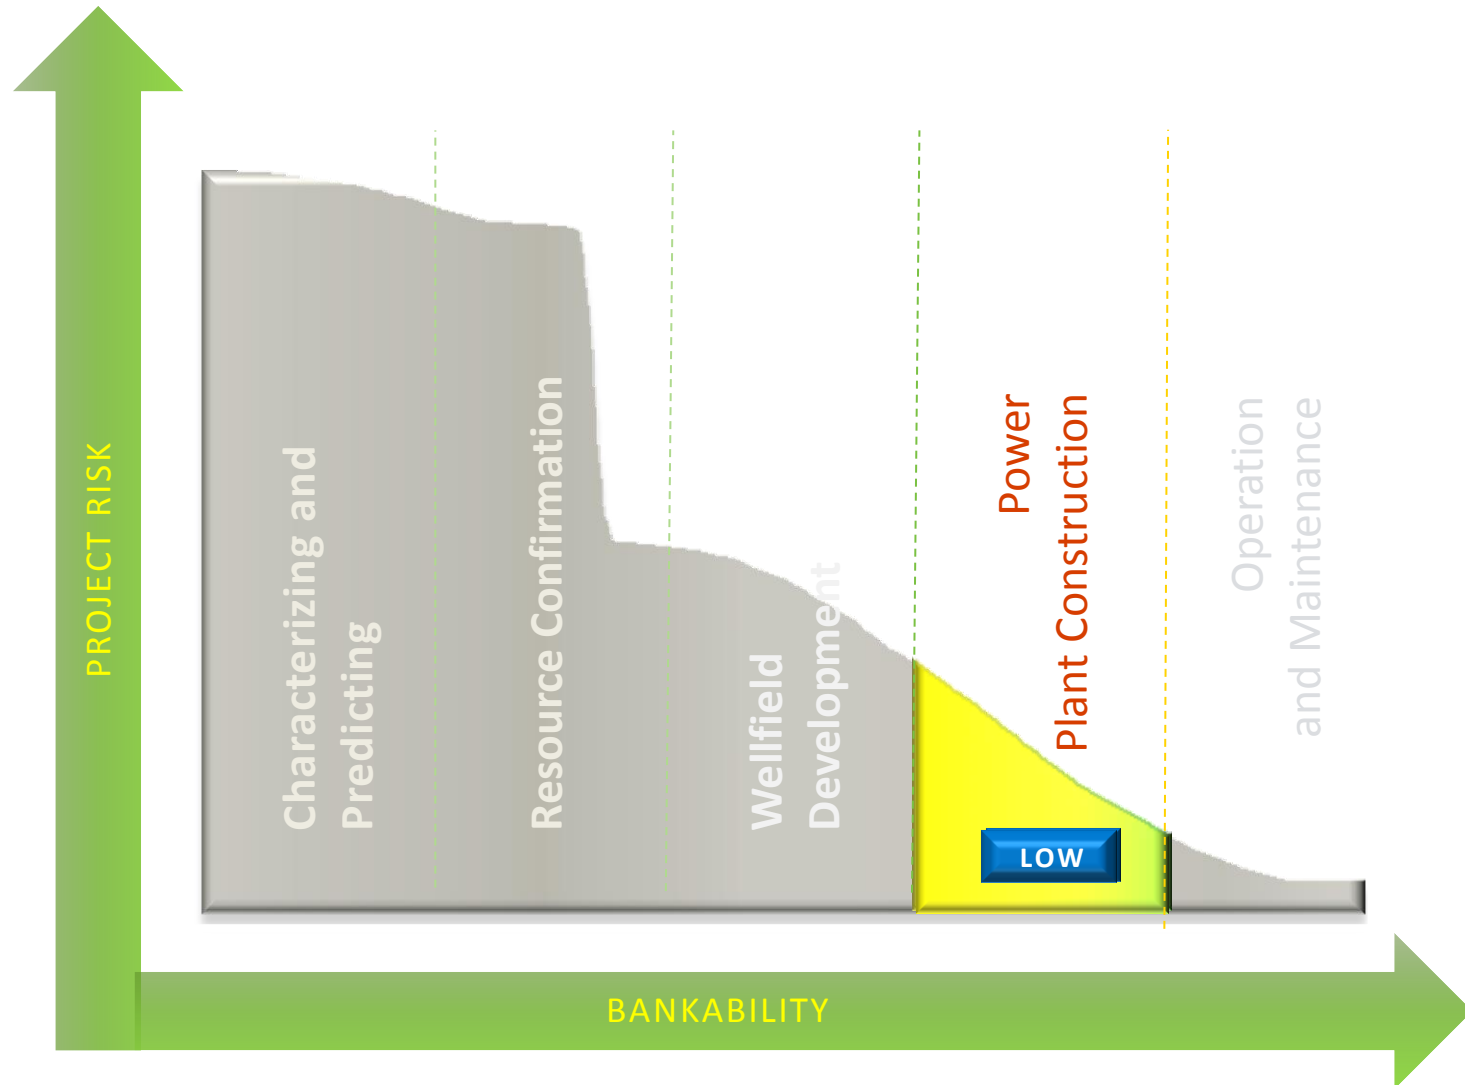 PROJECT RISK
Characterizing and
Predicting
Resource Confirmation
Wellfield
Development
Power
Plant Construction
Operation
and Maintenance
LOW
BANKABILITY